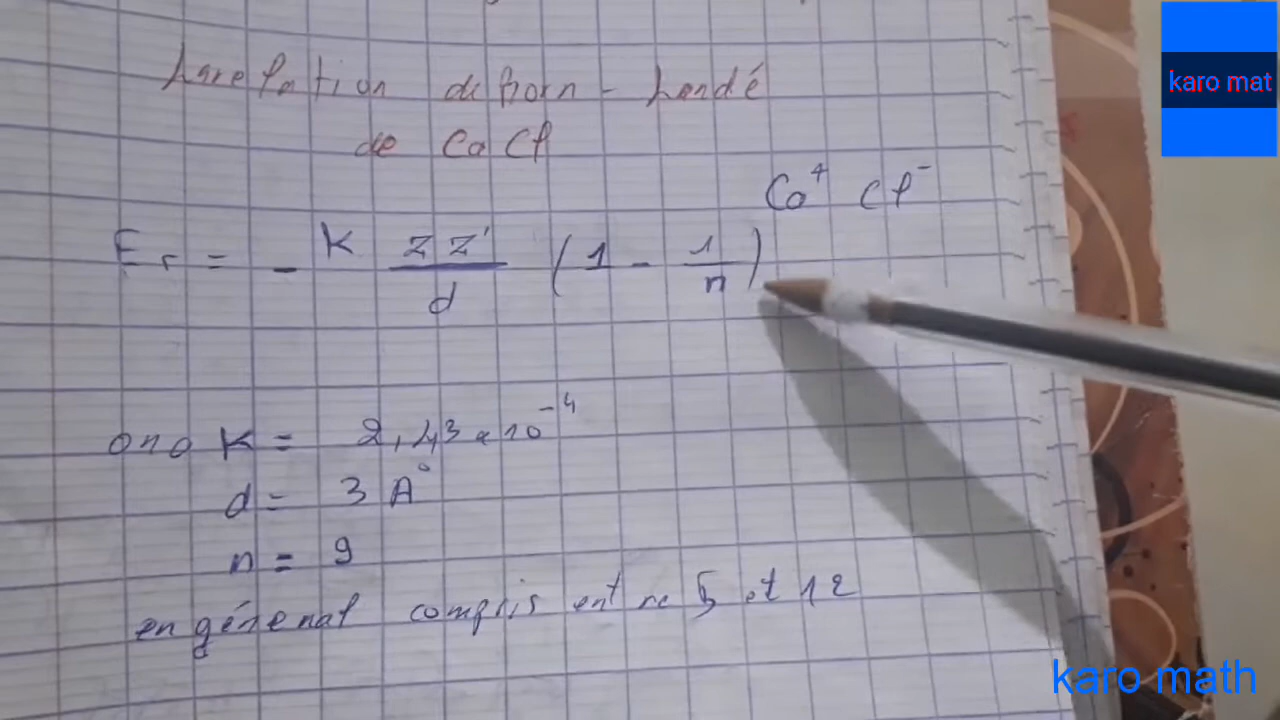 karo mat
La relation de Born - Landé
de CaCl
Ca⁺ Cl⁻
Er = - K z z' / d (1 - 1/n)
on a K = 2,43 x 10⁻⁴
d = 3 A°
n = 9
en général compris entre 5 et 12
karo math